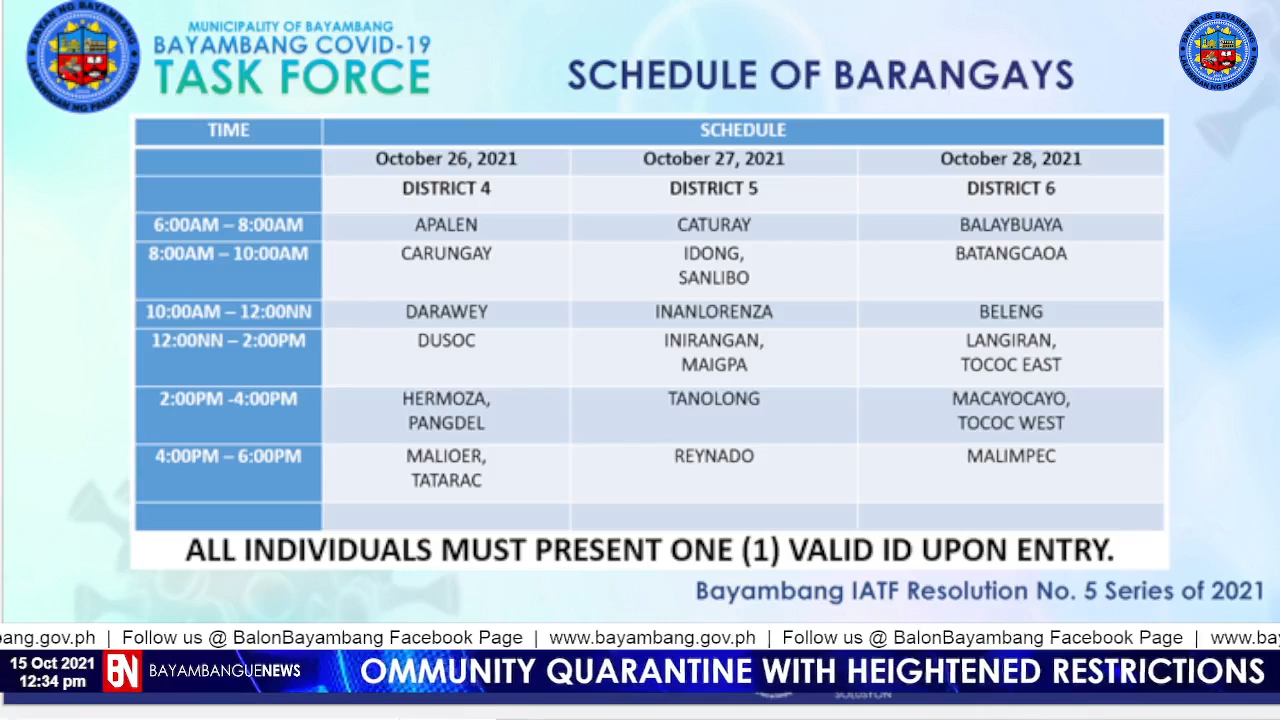 MUNICIPALITY OF BAYAMBANG
BAYAMBANG COVID-19
TASK FORCE
SCHEDULE OF BARANGAYS
TIME SCHEDULE
October 26, 2021 October 27, 2021 October 28, 2021
DISTRICT 4 DISTRICT 5 DISTRICT 6
6:00AM – 8:00AM APALEN CATURAY BALAYBUAYA
8:00AM – 10:00AM CARUNGAY IDONG, BATANGCAOA
SANLIBO
10:00AM – 12:00NN DARAWEY INANLORENZA BELENG
12:00NN – 2:00PM DUSOC INIRANGAN, LANGIRAN,
MAIGPA TOCOC EAST
2:00PM -4:00PM HERMOZA, TANOLONG MACAYOCAYO,
PANGDEL TOCOC WEST
4:00PM – 6:00PM MALIOER, REYNADO MALIMPEC
TATARAC
ALL INDIVIDUALS MUST PRESENT ONE (1) VALID ID UPON ENTRY.
Bayambang IATF Resolution No. 5 Series of 2021
ang.gov.ph | Follow us @ BalonBayambang Facebook Page | www.bayambang.gov.ph | Follow us @ BalonBayambang Facebook Page | www.ba
15 Oct 2021
12:34 pm
BN BAYAMBANGUENEWS
OMMUNITY QUARANTINE WITH HEIGHTENED RESTRICTIONS